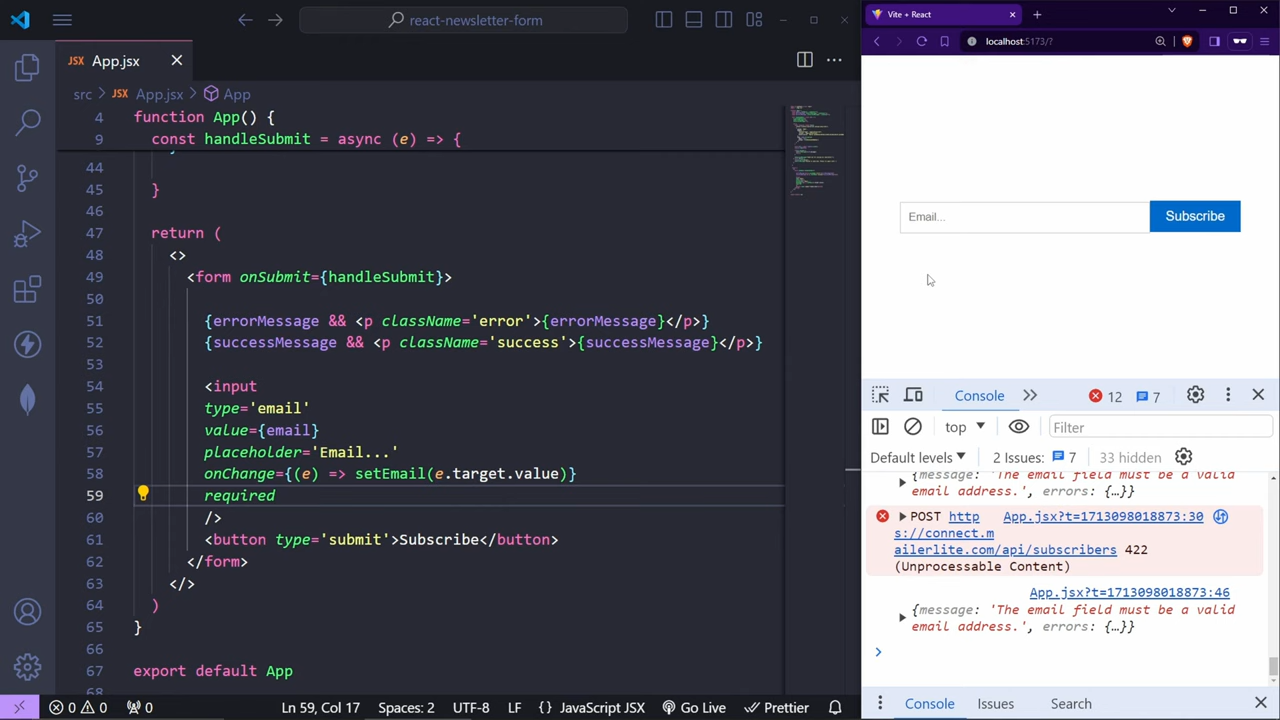 react-newsletter-form
JSX App.jsx
src > JSX App.jsx > App
4 function App() {
const handleSubmit = async (e) => {
44 }
45 }
46
47 return (
48 <>
49 <form onSubmit={handleSubmit}>
50
51 {errorMessage && <p className='error'>{errorMessage}</p>}
52 {successMessage && <p className='success'>{successMessage}</p>}
53
54 <input
55 type='email'
56 value={email}
57 placeholder='Email...'
58 onChange={(e) => setEmail(e.target.value)}
59 required
60 />
61 <button type='submit'>Subscribe</button>
62 </form>
63 </>
64 )
65 }
66
67 export default App
68
0 0 0 Ln 59, Col 17 Spaces: 2 UTF-8 LF {} JavaScript JSX Go Live Prettier
Vite + React
localhost:5173/?
Email...
Subscribe
Console 12 7
top Filter
Default levels 2 Issues: 7 33 hidden
{message: 'The email field must be a valid
email address.', errors: {…}}
POST http App.jsx?t=1713098018873:30
s://connect.m
ailerlite.com/api/subscribers 422
(Unprocessable Content)
App.jsx?t=1713098018873:46
{message: 'The email field must be a valid
email address.', errors: {…}}
Console Issues Search